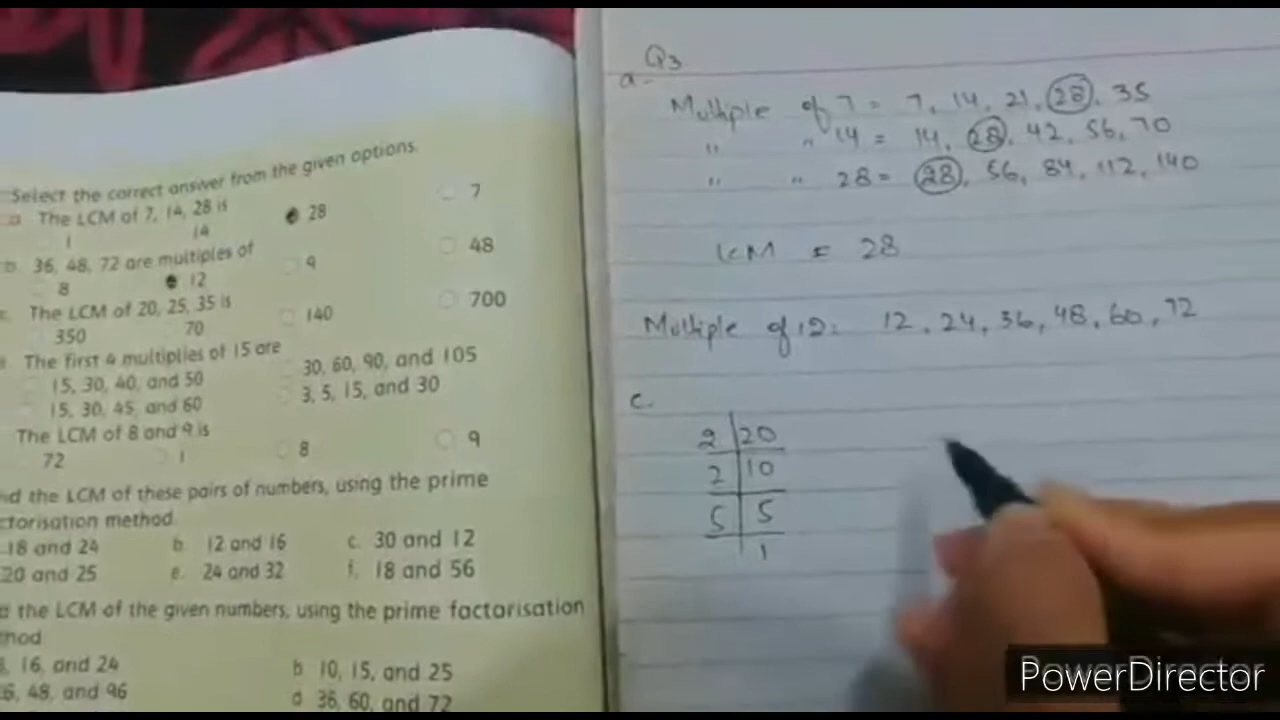 Select the correct answer from the given options.
a The LCM of 7, 14, 28 is
1 14 28 7
b 36, 48, 72 are multiples of
8 12 9 48
c. The LCM of 20, 25, 35 is
350 70 140 700
The first 4 multiples of 15 are
15, 30, 40, and 50 30, 60, 90, and 105
15, 30, 45, and 60 3, 5, 15, and 30
The LCM of 8 and 9 is
72 1 8 9
the LCM of these pairs of numbers, using the prime
ctorisation method
18 and 24 b. 12 and 16 c. 30 and 12
20 and 25 e. 24 and 32 f. 18 and 56
the LCM of the given numbers, using the prime factorisation
hod
16, and 24 b 10, 15, and 25
6, 48, and 96 d 36, 60, and 72
Q3
a.
Multiple of 7 = 7, 14, 21, 28, 35
" " 14 = 14, 28, 42, 56, 70
" " 28 = 28, 56, 84, 112, 140
LCM = 28
Multiple of 12: 12, 24, 36, 48, 60, 72
c.
2 20
2 10
5 5
1
PowerDirector